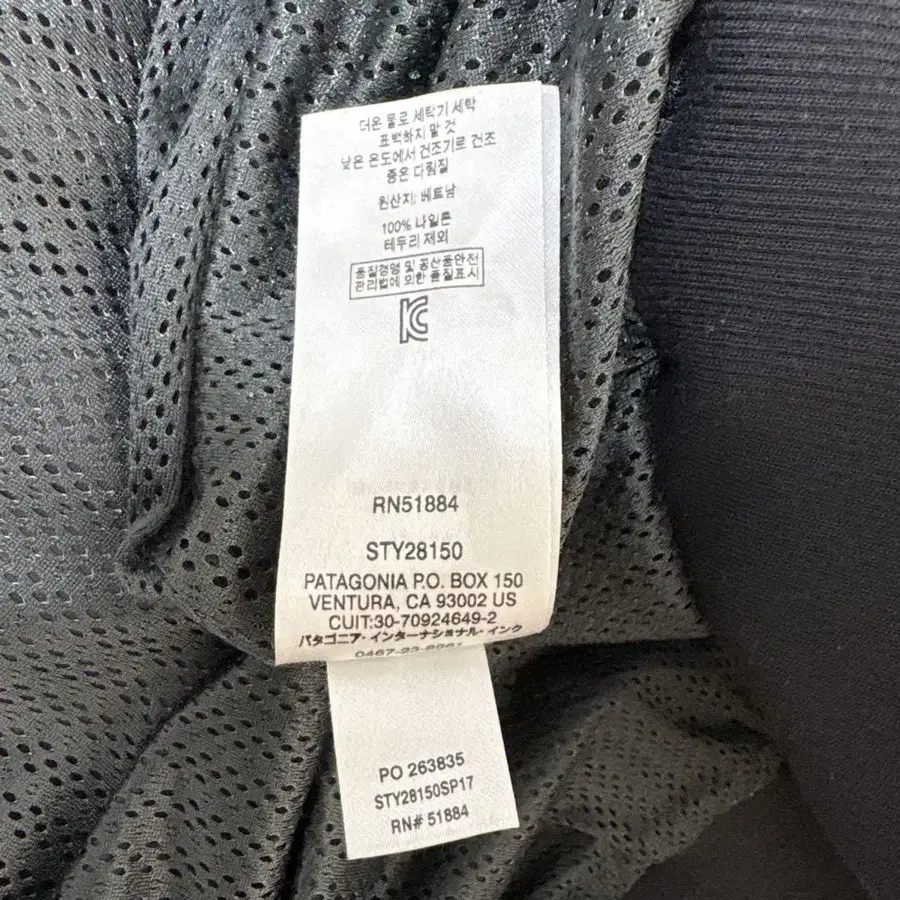 더운 물로 세탁기 세탁
표백하지 말 것
낮은 온도에서 건조기로 건조
중온 다림질
원산지: 베트남
100% 나일론
테두리 제외
품질경영 및 공산품안전
관리법에 의한 품질표시
KC
RN51884
STY28150
PATAGONIA P.O. BOX 150
VENTURA, CA 93002 US
CUIT:30-70924649-2
パタゴニア・インターナショナル・インク
PO 263835
STY28150SP17
RN# 51884